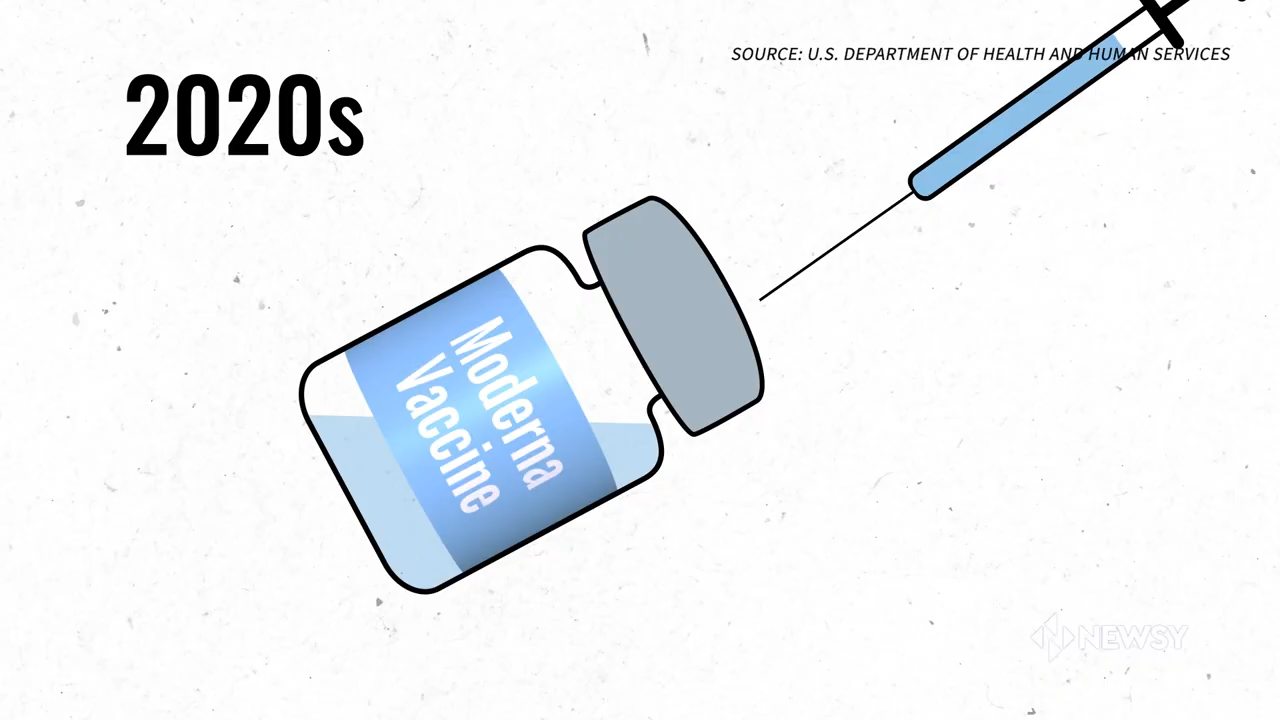 SOURCE: U.S. DEPARTMENT OF HEALTH AND HUMAN SERVICES
2020s
Moderna
Vaccine
NEWSY